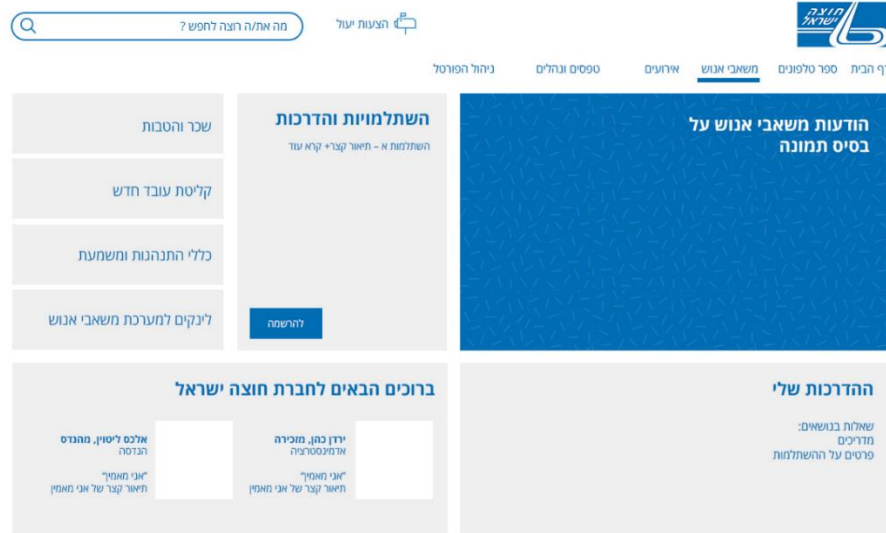 חוצה
ישראל
הצעות יעול
מה את/ה רוצה לחפש ?
דף הבית
ספר טלפונים
משאבי אנוש
אירועים
טפסים ונהלים
ניהול הפורטל
הודעות משאבי אנוש על
בסיס תמונה
השתלמויות והדרכות
השתלמות א – תיאור קצר+ קרא עוד
להרשמה
שכר והטבות
קליטת עובד חדש
כללי התנהגות ומשמעת
לינקים למערכת משאבי אנוש
ההדרכות שלי
שאלות בנושאים:
מדריכים
פרטים על ההשתלמות
ברוכים הבאים לחברת חוצה ישראל
ירדן כהן, מזכירה
אדמינסטרציה
"אני מאמין"
תיאור קצר של אני מאמין
אלכס ליטוין, מהנדס
הנדסה
"אני מאמין"
תיאור קצר של אני מאמין